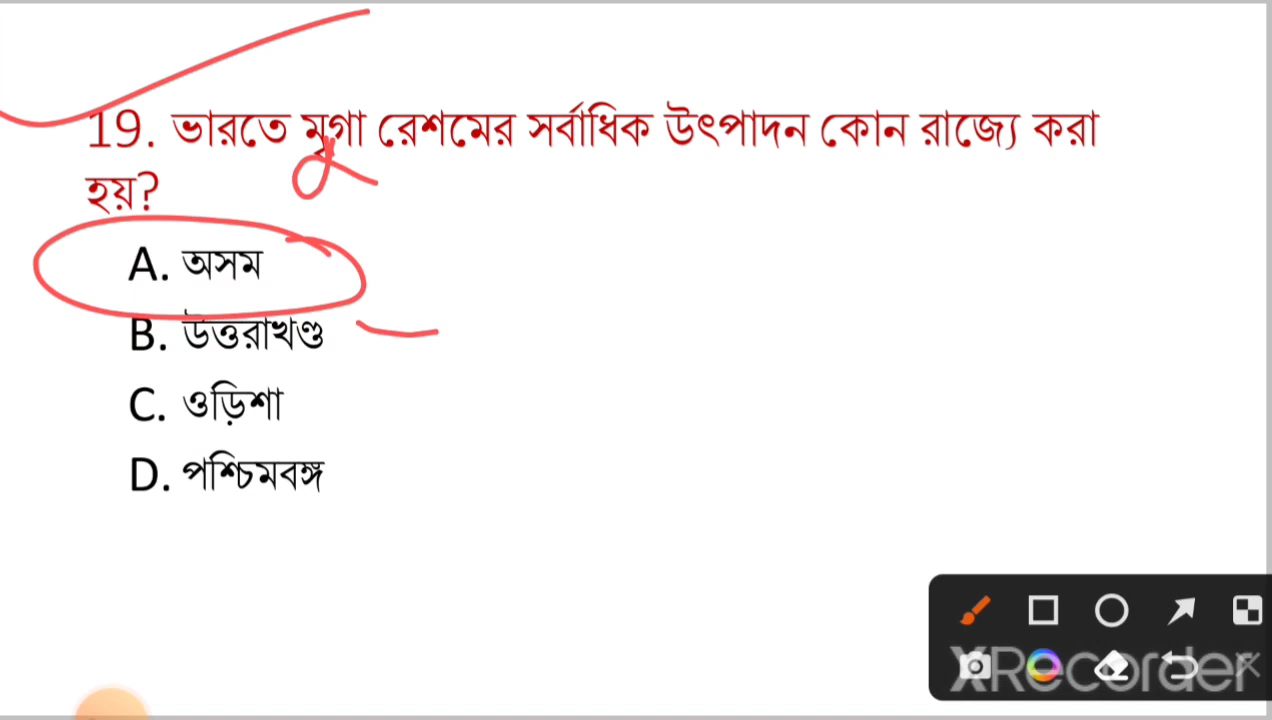 19. ভারতে মৃগা রেশমের সর্বাধিক উৎপাদন কোন রাজ্যে করা
হয়?
A. অসম
B. উত্তরাখণ্ড
C. ওড়িশা
D. পশ্চিমবঙ্গ
XRecorder